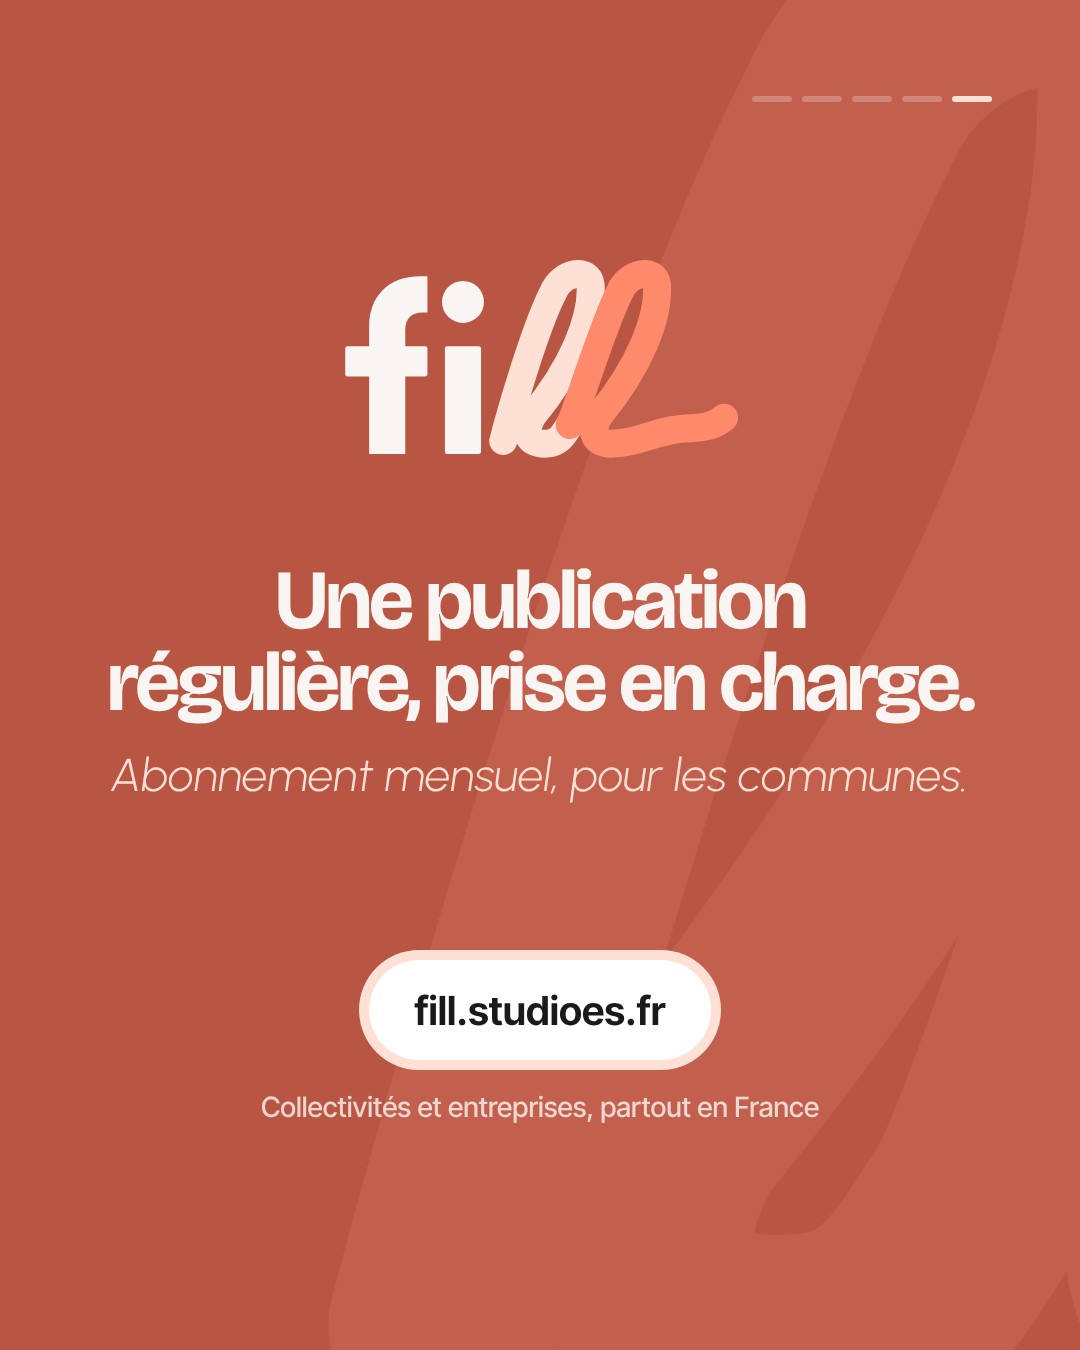 fill
Une publication
régulière, prise en charge.
Abonnement mensuel, pour les communes.
fill.studioes.fr
Collectivités et entreprises, partout en France